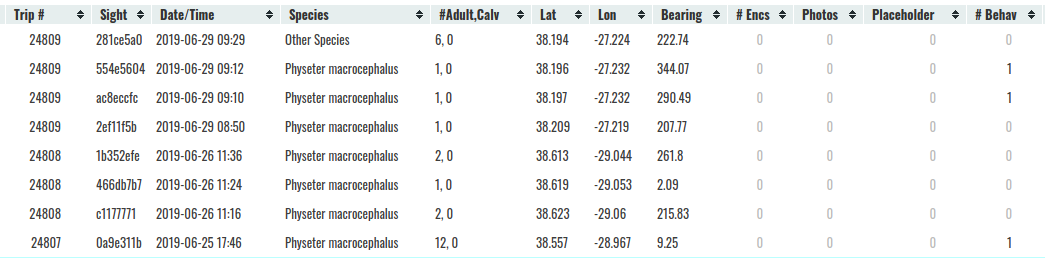 Trip # Sight Date/Time Species #Adult,Calv Lat Lon Bearing # Encs Photos Placeholder # Behav
24809 281ce5a0 2019-06-29 09:29 Other Species 6, 0 38.194 -27.224 222.74 0 0 0 0
24809 554e5604 2019-06-29 09:12 Physeter macrocephalus 1, 0 38.196 -27.232 344.07 0 0 0 1
24809 ac8eccfc 2019-06-29 09:10 Physeter macrocephalus 1, 0 38.197 -27.232 290.49 0 0 0 1
24809 2ef11f5b 2019-06-29 08:50 Physeter macrocephalus 1, 0 38.209 -27.219 207.77 0 0 0 0
24808 1b352efe 2019-06-26 11:36 Physeter macrocephalus 2, 0 38.613 -29.044 261.8 0 0 0 0
24808 466db7b7 2019-06-26 11:24 Physeter macrocephalus 1, 0 38.619 -29.053 2.09 0 0 0 0
24808 c1177771 2019-06-26 11:16 Physeter macrocephalus 2, 0 38.623 -29.06 215.83 0 0 0 0
24807 0a9e311b 2019-06-25 17:46 Physeter macrocephalus 12, 0 38.557 -28.967 9.25 0 0 0 1